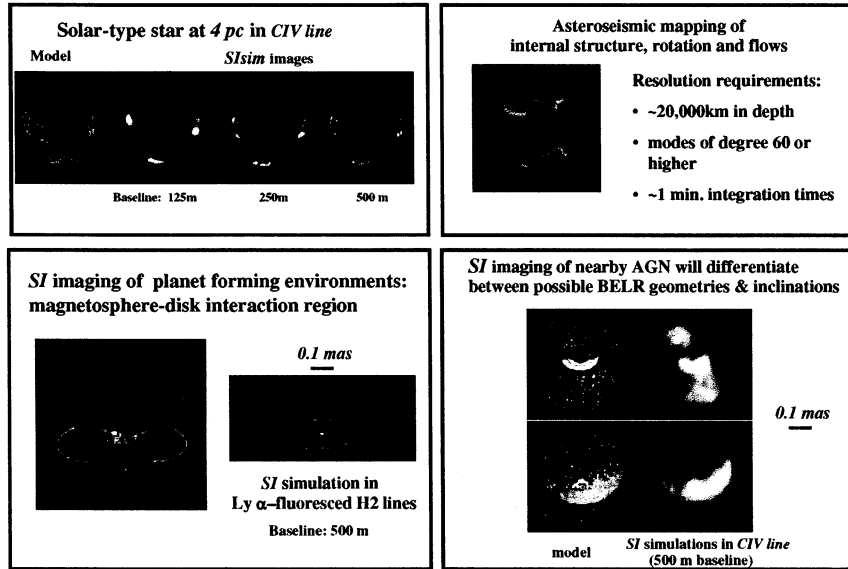 Solar-type star at 4 pc in CIV line
Model
SIsim images
Baseline: 125m
250m
500 m
Asteroseismic mapping of
internal structure, rotation and flows
Resolution requirements:
• ~20,000km in depth
• modes of degree 60 or
higher
• ~1 min. integration times
SI imaging of planet forming environments:
magnetosphere-disk interaction region
0.1 mas
SI simulation in
Ly α-fluoresced H2 lines
Baseline: 500 m
SI imaging of nearby AGN will differentiate
between possible BELR geometries & inclinations
0.1 mas
model
SI simulations in CIV line
(500 m baseline)